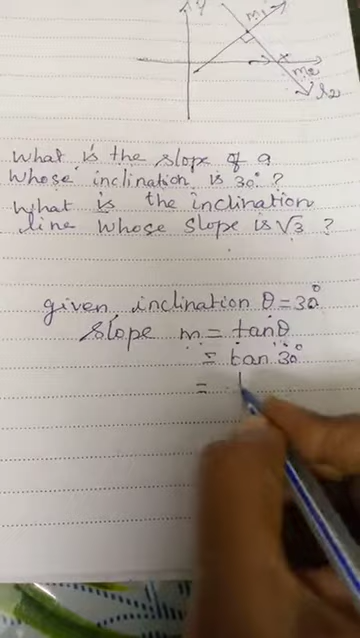 y
m₁
x
m₂
l₂
What is the slope of a
whose inclination is 30°?
What is the inclination
line whose slope is √3 ?
given, inclination θ = 30°
Slope m = tanθ
= tan 30°
= 1